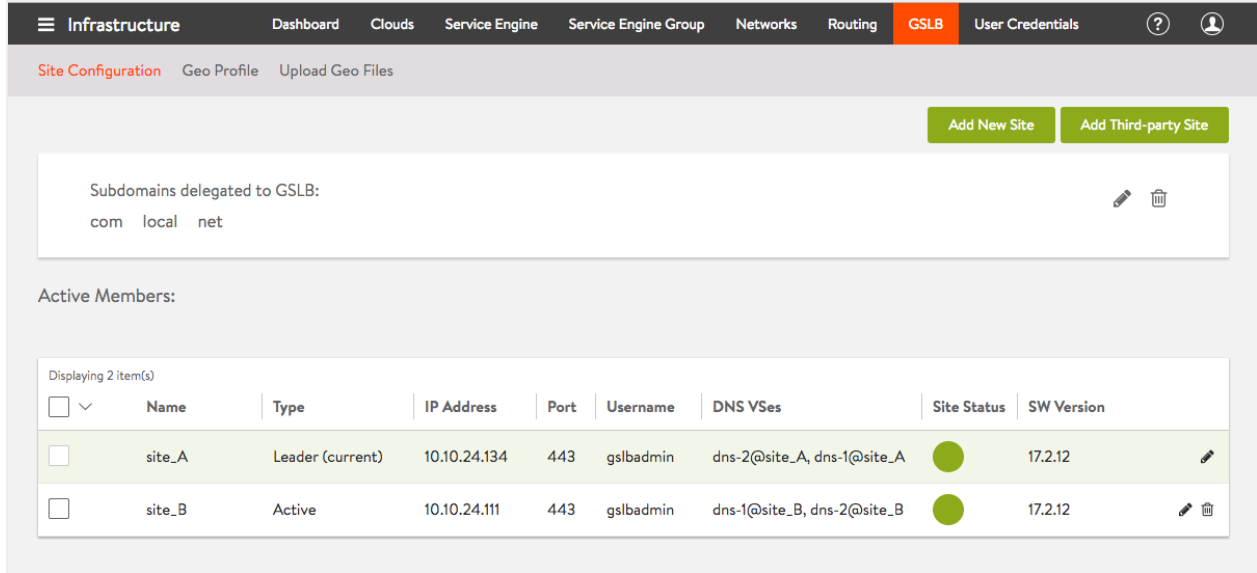 Infrastructure Dashboard Clouds Service Engine Service Engine Group Networks Routing GSLB User Credentials ?
Site Configuration Geo Profile Upload Geo Files
Add New Site Add Third-party Site
Subdomains delegated to GSLB:
com local net
Active Members:
Displaying 2 item(s)
Name Type IP Address Port Username DNS VSes Site Status SW Version
site_A Leader (current) 10.10.24.134 443 gslbadmin dns-2@site_A, dns-1@site_A 17.2.12
site_B Active 10.10.24.111 443 gslbadmin dns-1@site_B, dns-2@site_B 17.2.12